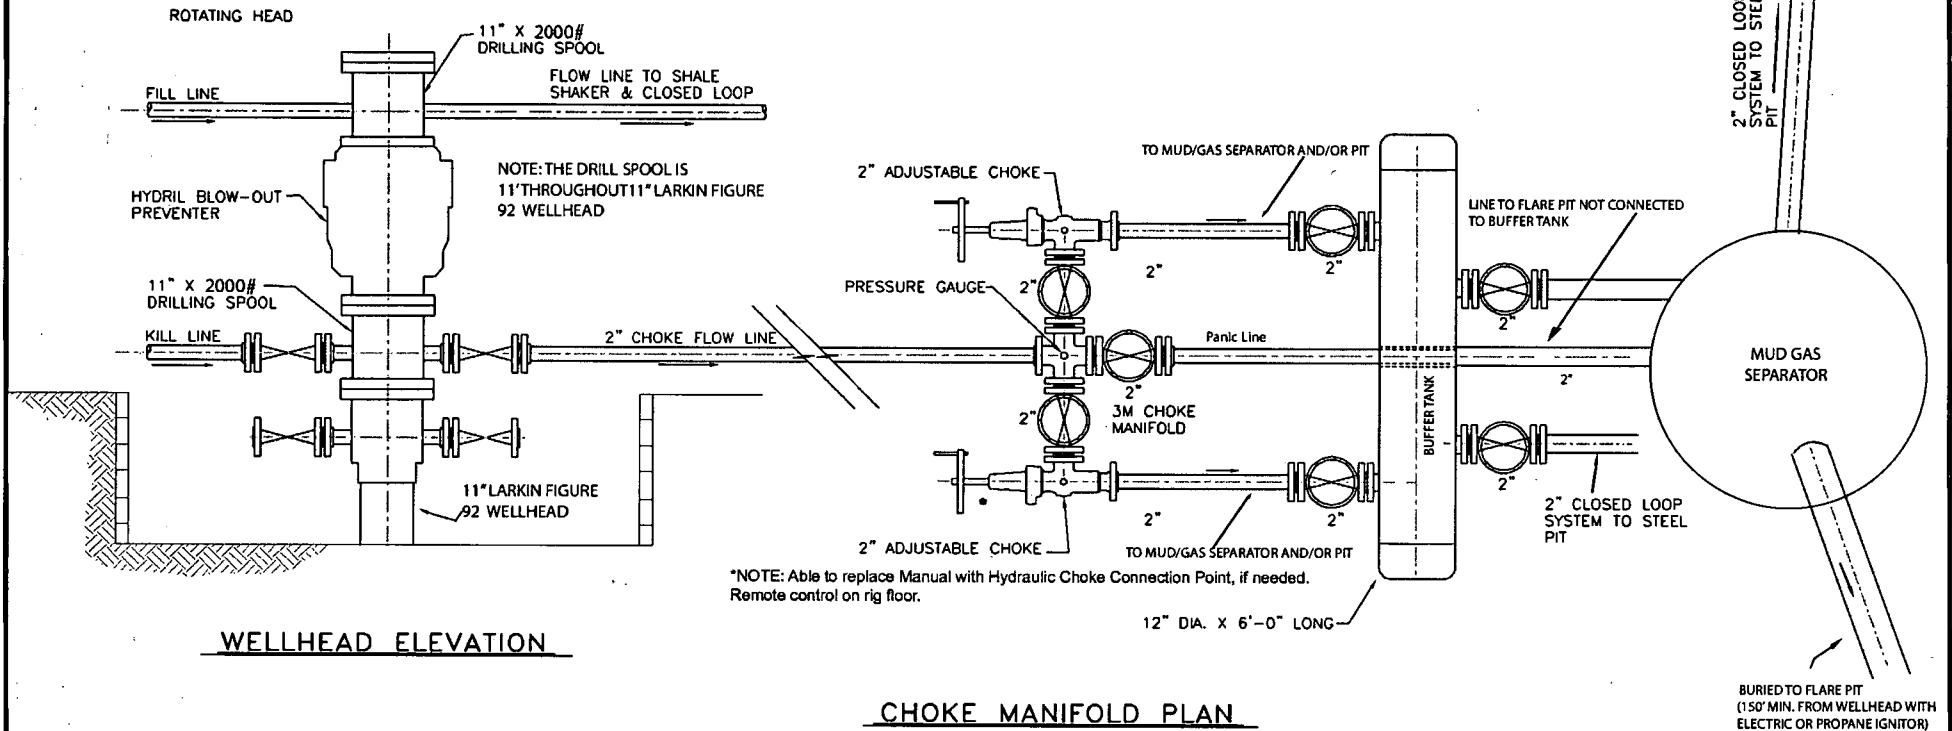 ROTATING HEAD
11" X 2000#
DRILLING SPOOL
FILL LINE
FLOW LINE TO SHALE
SHAKER & CLOSED LOOP
HYDRIL BLOW-OUT
PREVENTER
NOTE:THE DRILL SPOOL IS
11'THROUGHOUT11" LARKIN FIGURE
92 WELLHEAD
11" X 2000#
DRILLING SPOOL
KILL LINE
2" CHOKE FLOW LINE
11" LARKIN FIGURE
92 WELLHEAD
WELLHEAD ELEVATION
2" ADJUSTABLE CHOKE
TO MUD/GAS SEPARATOR AND/OR PIT
2"
2"
2"
PRESSURE GAUGE
Panic Line
2"
2"
3M CHOKE
MANIFOLD
BUFFER TANK
*
2"
2"
2" ADJUSTABLE CHOKE
TO MUD/GAS SEPARATOR AND/OR PIT
*NOTE: Able to replace Manual with Hydraulic Choke Connection Point, if needed.
Remote control on rig floor.
12" DIA. X 6'-0" LONG
CHOKE MANIFOLD PLAN
LINE TO FLARE PIT NOT CONNECTED
TO BUFFER TANK
2"
2"
2"
2" CLOSED LOOP
SYSTEM TO STEEL
PIT
MUD GAS
SEPARATOR
2" CLOSED LOOP
SYSTEM TO STEEL
PIT
BURIED TO FLARE PIT
(150' MIN. FROM WELLHEAD WITH
ELECTRIC OR PROPANE IGNITOR)